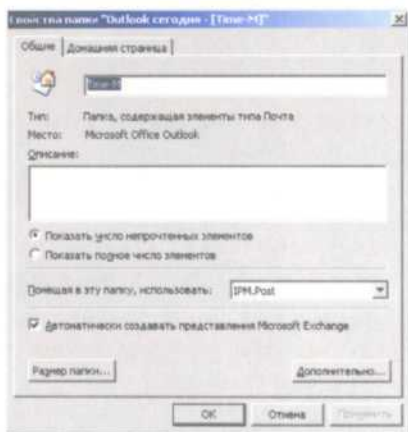 Свойства папки "Outlook сегодня - [Time-M]"
Общие Домашняя страница
Time-M
Тип: Папка, содержащая элементы типа Почта
Место: Microsoft Office Outlook
Описание:
Показать число непрочтенных элементов
Показать полное число элементов
Помещая в эту папку, использовать: IPM.Post
Автоматически создавать представления Microsoft Exchange
Размер папки... Дополнительно...
ОК Отмена Применить